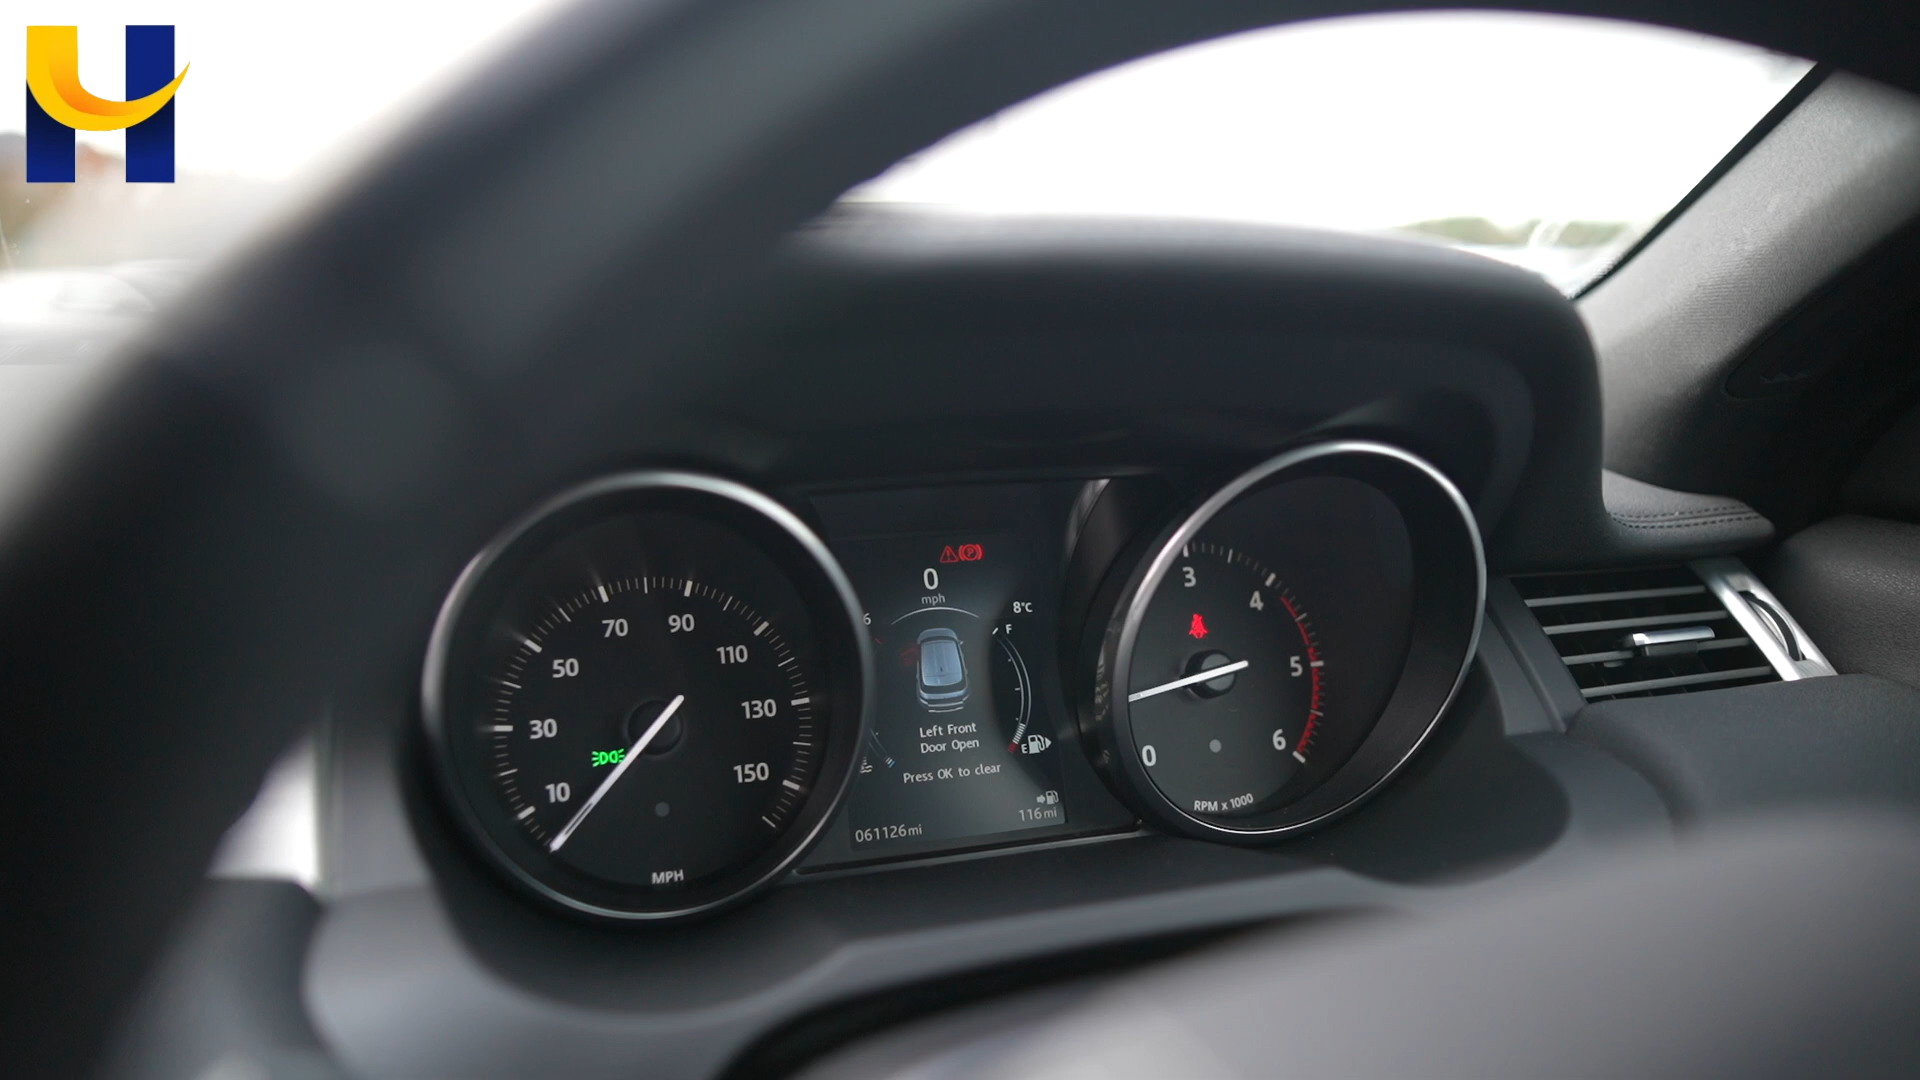 0
mph
6
8°C
F
E
Left Front
Door Open
Press OK to clear
061126mi
116mi
10
30
50
70
90
110
130
150
MPH
0
3
4
5
6
RPM x 1000